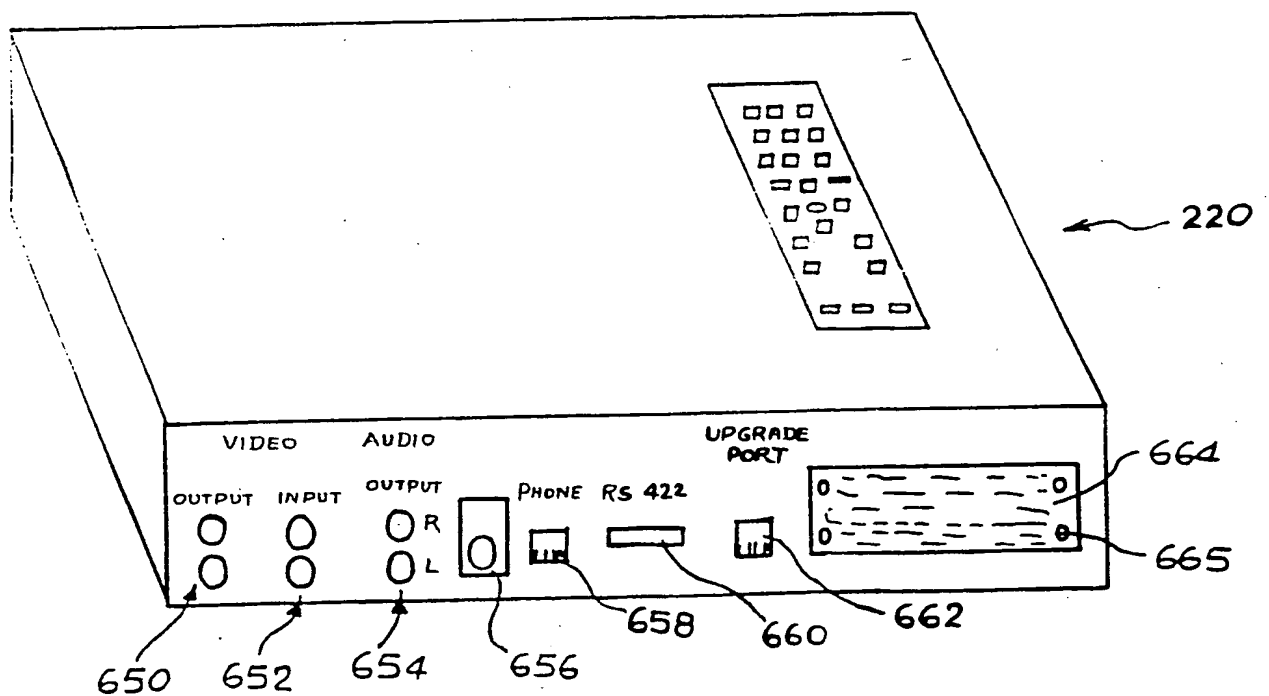 220
VIDEO AUDIO UPGRADE
PORT
OUTPUT INPUT OUTPUT PHONE RS 422
R
L
664
665
650 652 654 656 658 660 662